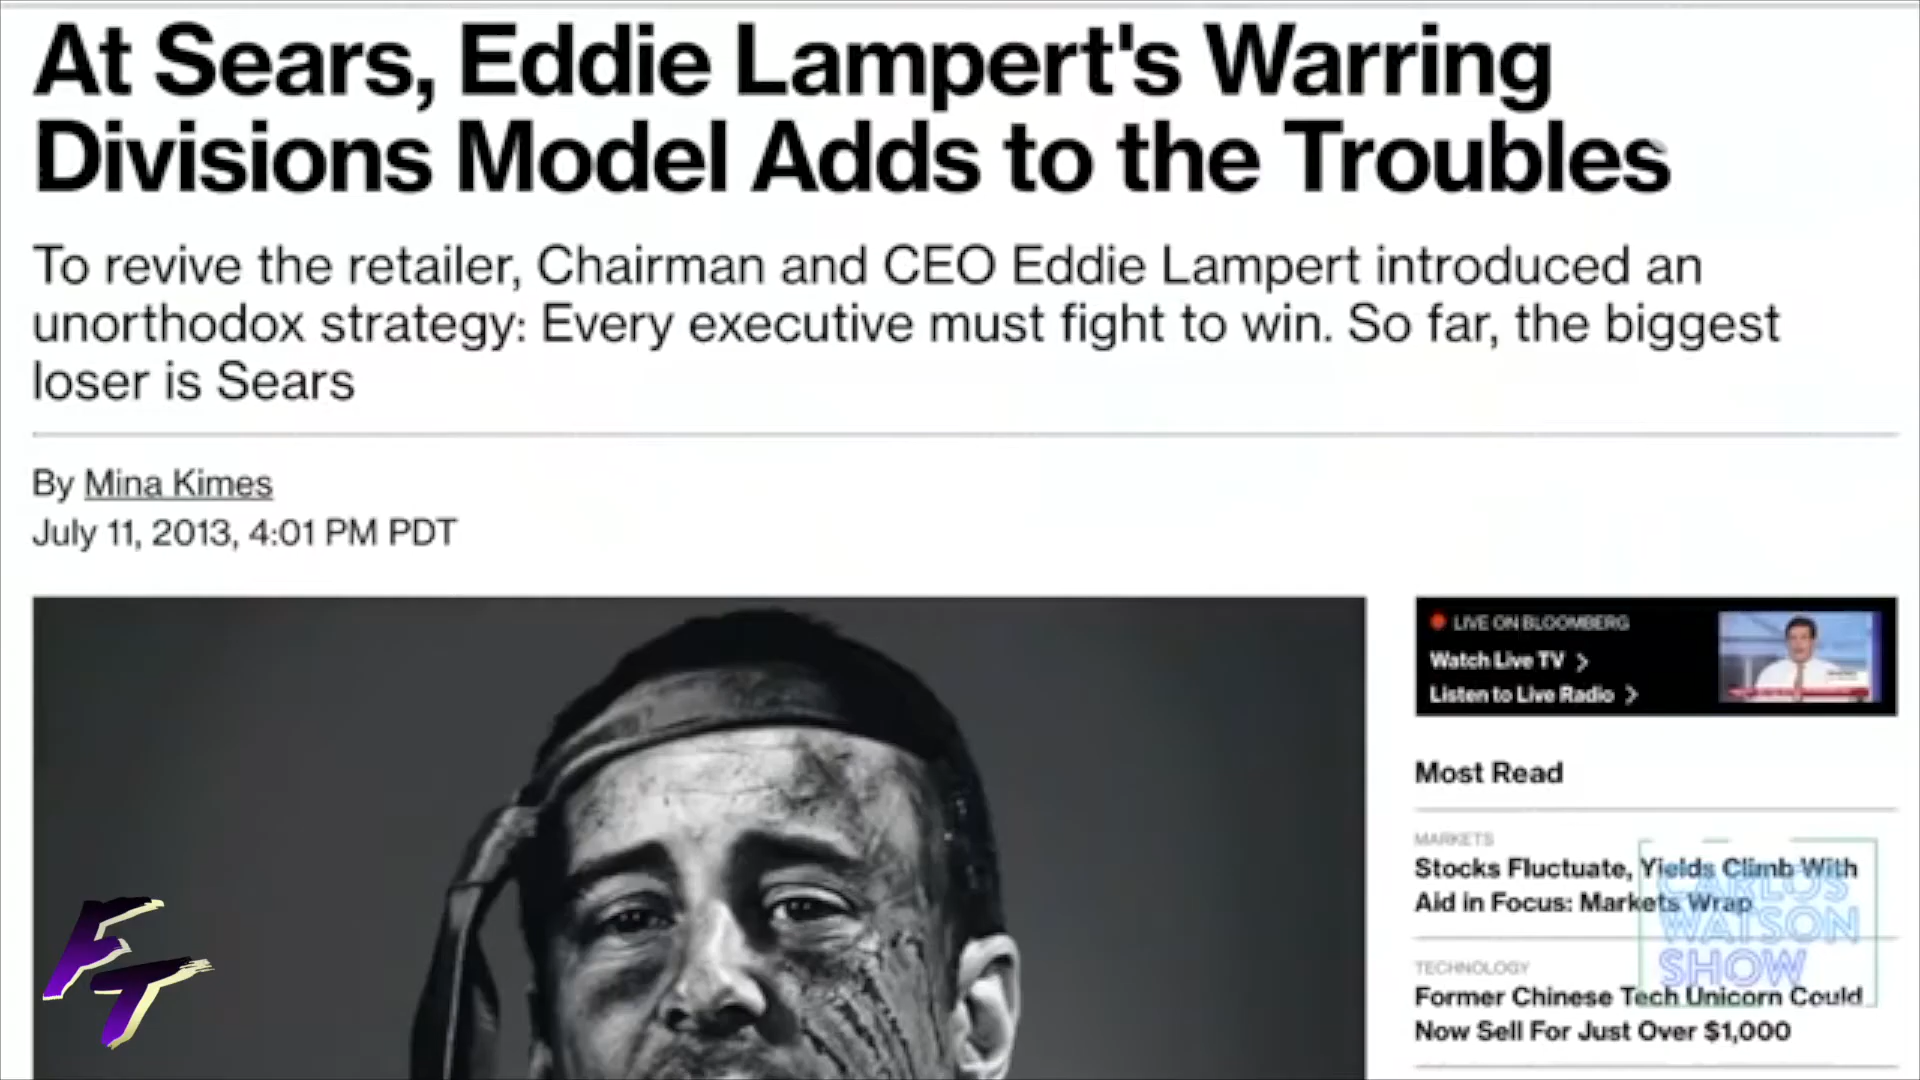 At Sears, Eddie Lampert's Warring
Divisions Model Adds to the Troubles
To revive the retailer, Chairman and CEO Eddie Lampert introduced an
unorthodox strategy: Every executive must fight to win. So far, the biggest
loser is Sears
By Mina Kimes
July 11, 2013, 4:01 PM PDT
LIVE ON BLOOMBERG
Watch Live TV >
Listen to Live Radio >
Most Read
MARKETS
Stocks Fluctuate, Yields Climb With
Aid in Focus: Markets Wrap
TECHNOLOGY
Former Chinese Tech Unicorn Could
Now Sell For Just Over $1,000
CARLOS
WATSON
SHOW
FT